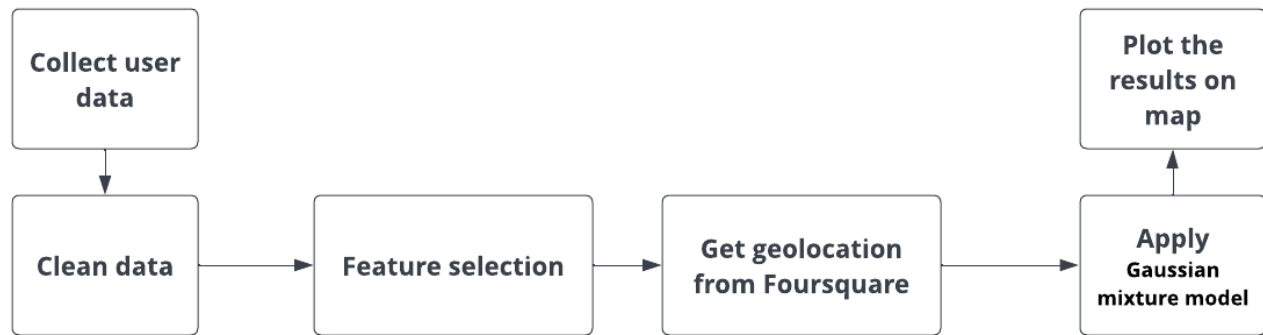 Collect user
data
Clean data
Feature selection
Get geolocation
from Foursquare
Apply
Gaussian
mixture model
Plot the
results on
map